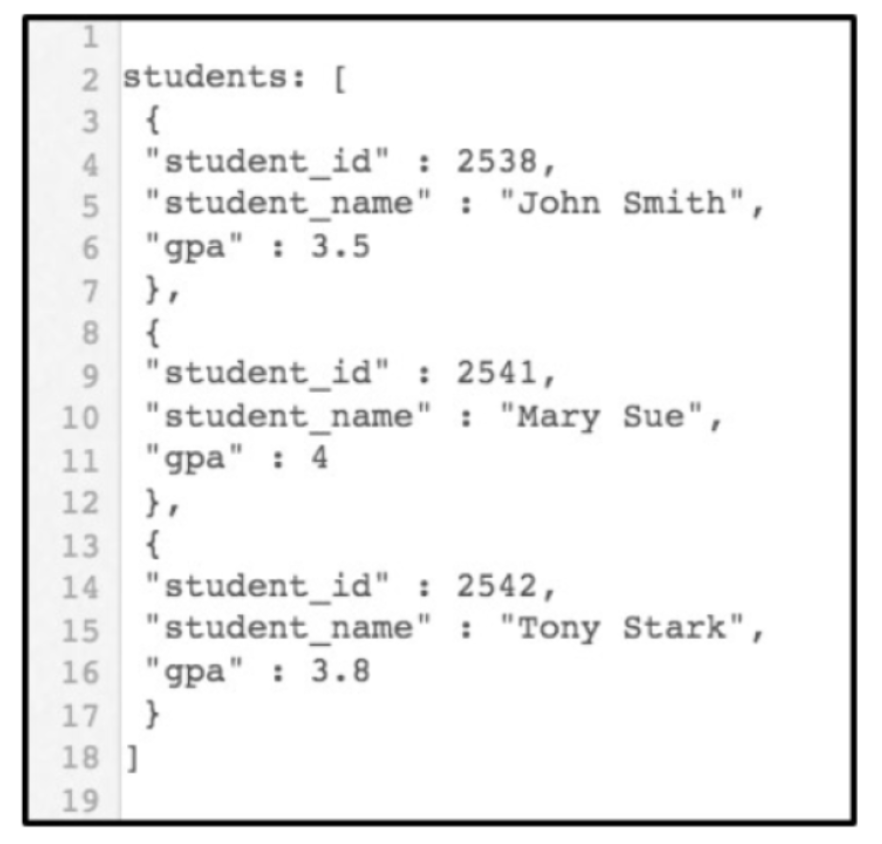 1
2 students: [
3 {
4 "student_id" : 2538,
5 "student_name" : "John Smith",
6 "gpa" : 3.5
7 },
8 {
9 "student_id" : 2541,
10 "student_name" : "Mary Sue",
11 "gpa" : 4
12 },
13 {
14 "student_id" : 2542,
15 "student_name" : "Tony Stark",
16 "gpa" : 3.8
17 }
18 ]
19